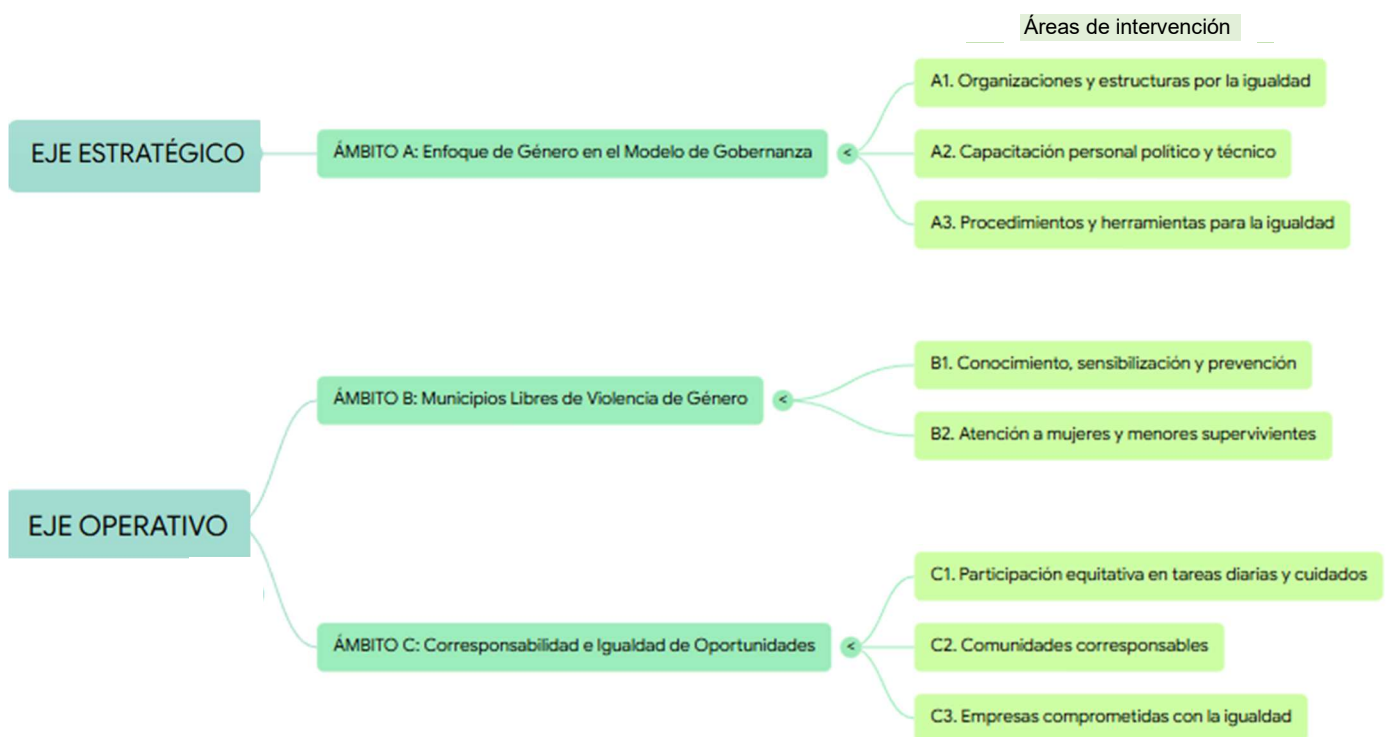 Áreas de intervención
EJE ESTRATÉGICO
ÁMBITO A: Enfoque de Género en el Modelo de Gobernanza
<
A1. Organizaciones y estructuras por la igualdad
A2. Capacitación personal político y técnico
A3. Procedimientos y herramientas para la igualdad
EJE OPERATIVO
ÁMBITO B: Municipios Libres de Violencia de Género
<
B1. Conocimiento, sensibilización y prevención
B2. Atención a mujeres y menores supervivientes
ÁMBITO C: Corresponsabilidad e Igualdad de Oportunidades
<
C1. Participación equitativa en tareas diarias y cuidados
C2. Comunidades corresponsables
C3. Empresas comprometidas con la igualdad